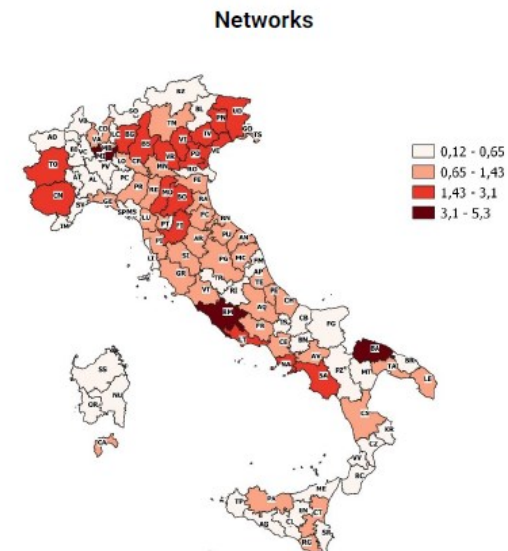 Networks
0,12 - 0,65
0,65 - 1,43
1,43 - 3,1
3,1 - 5,3
BZ
SO
BL
UD
TN
PN
GO
TS
AO
VA
CO
LC
BG
BS
VI
TV
VE
MB
MI
VR
PD
TO
VC
LO
CR
MN
RO
PV
AT
AL
PC
CN
PR
RE
MO
BO
FE
RA
SV
GE
IM
SP
MS
LU
PT
FI
FC
RN
PU
AN
PI
AR
LI
SI
PG
MC
FM
AP
GR
TR
TE
VT
RI
PE
AQ
CH
RM
FR
IS
CB
FG
LT
CE
BN
BA
NA
AV
SA
PZ
MT
TA
BR
LE
SS
NU
OR
CA
CS
KR
CZ
VV
RC
ME
TP
PA
EN
CT
AG
CL
SR
RG